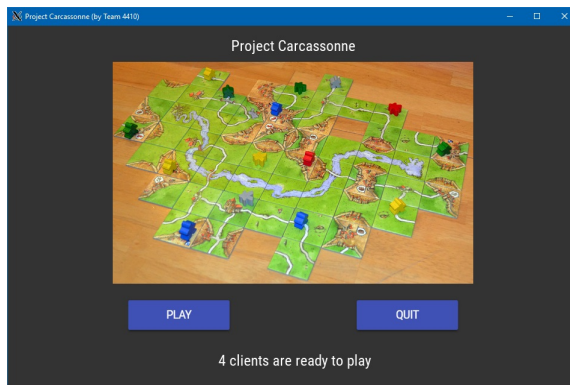 Project Carcassonne (by Team 4410)
Project Carcassonne
PLAY
QUIT
4 clients are ready to play